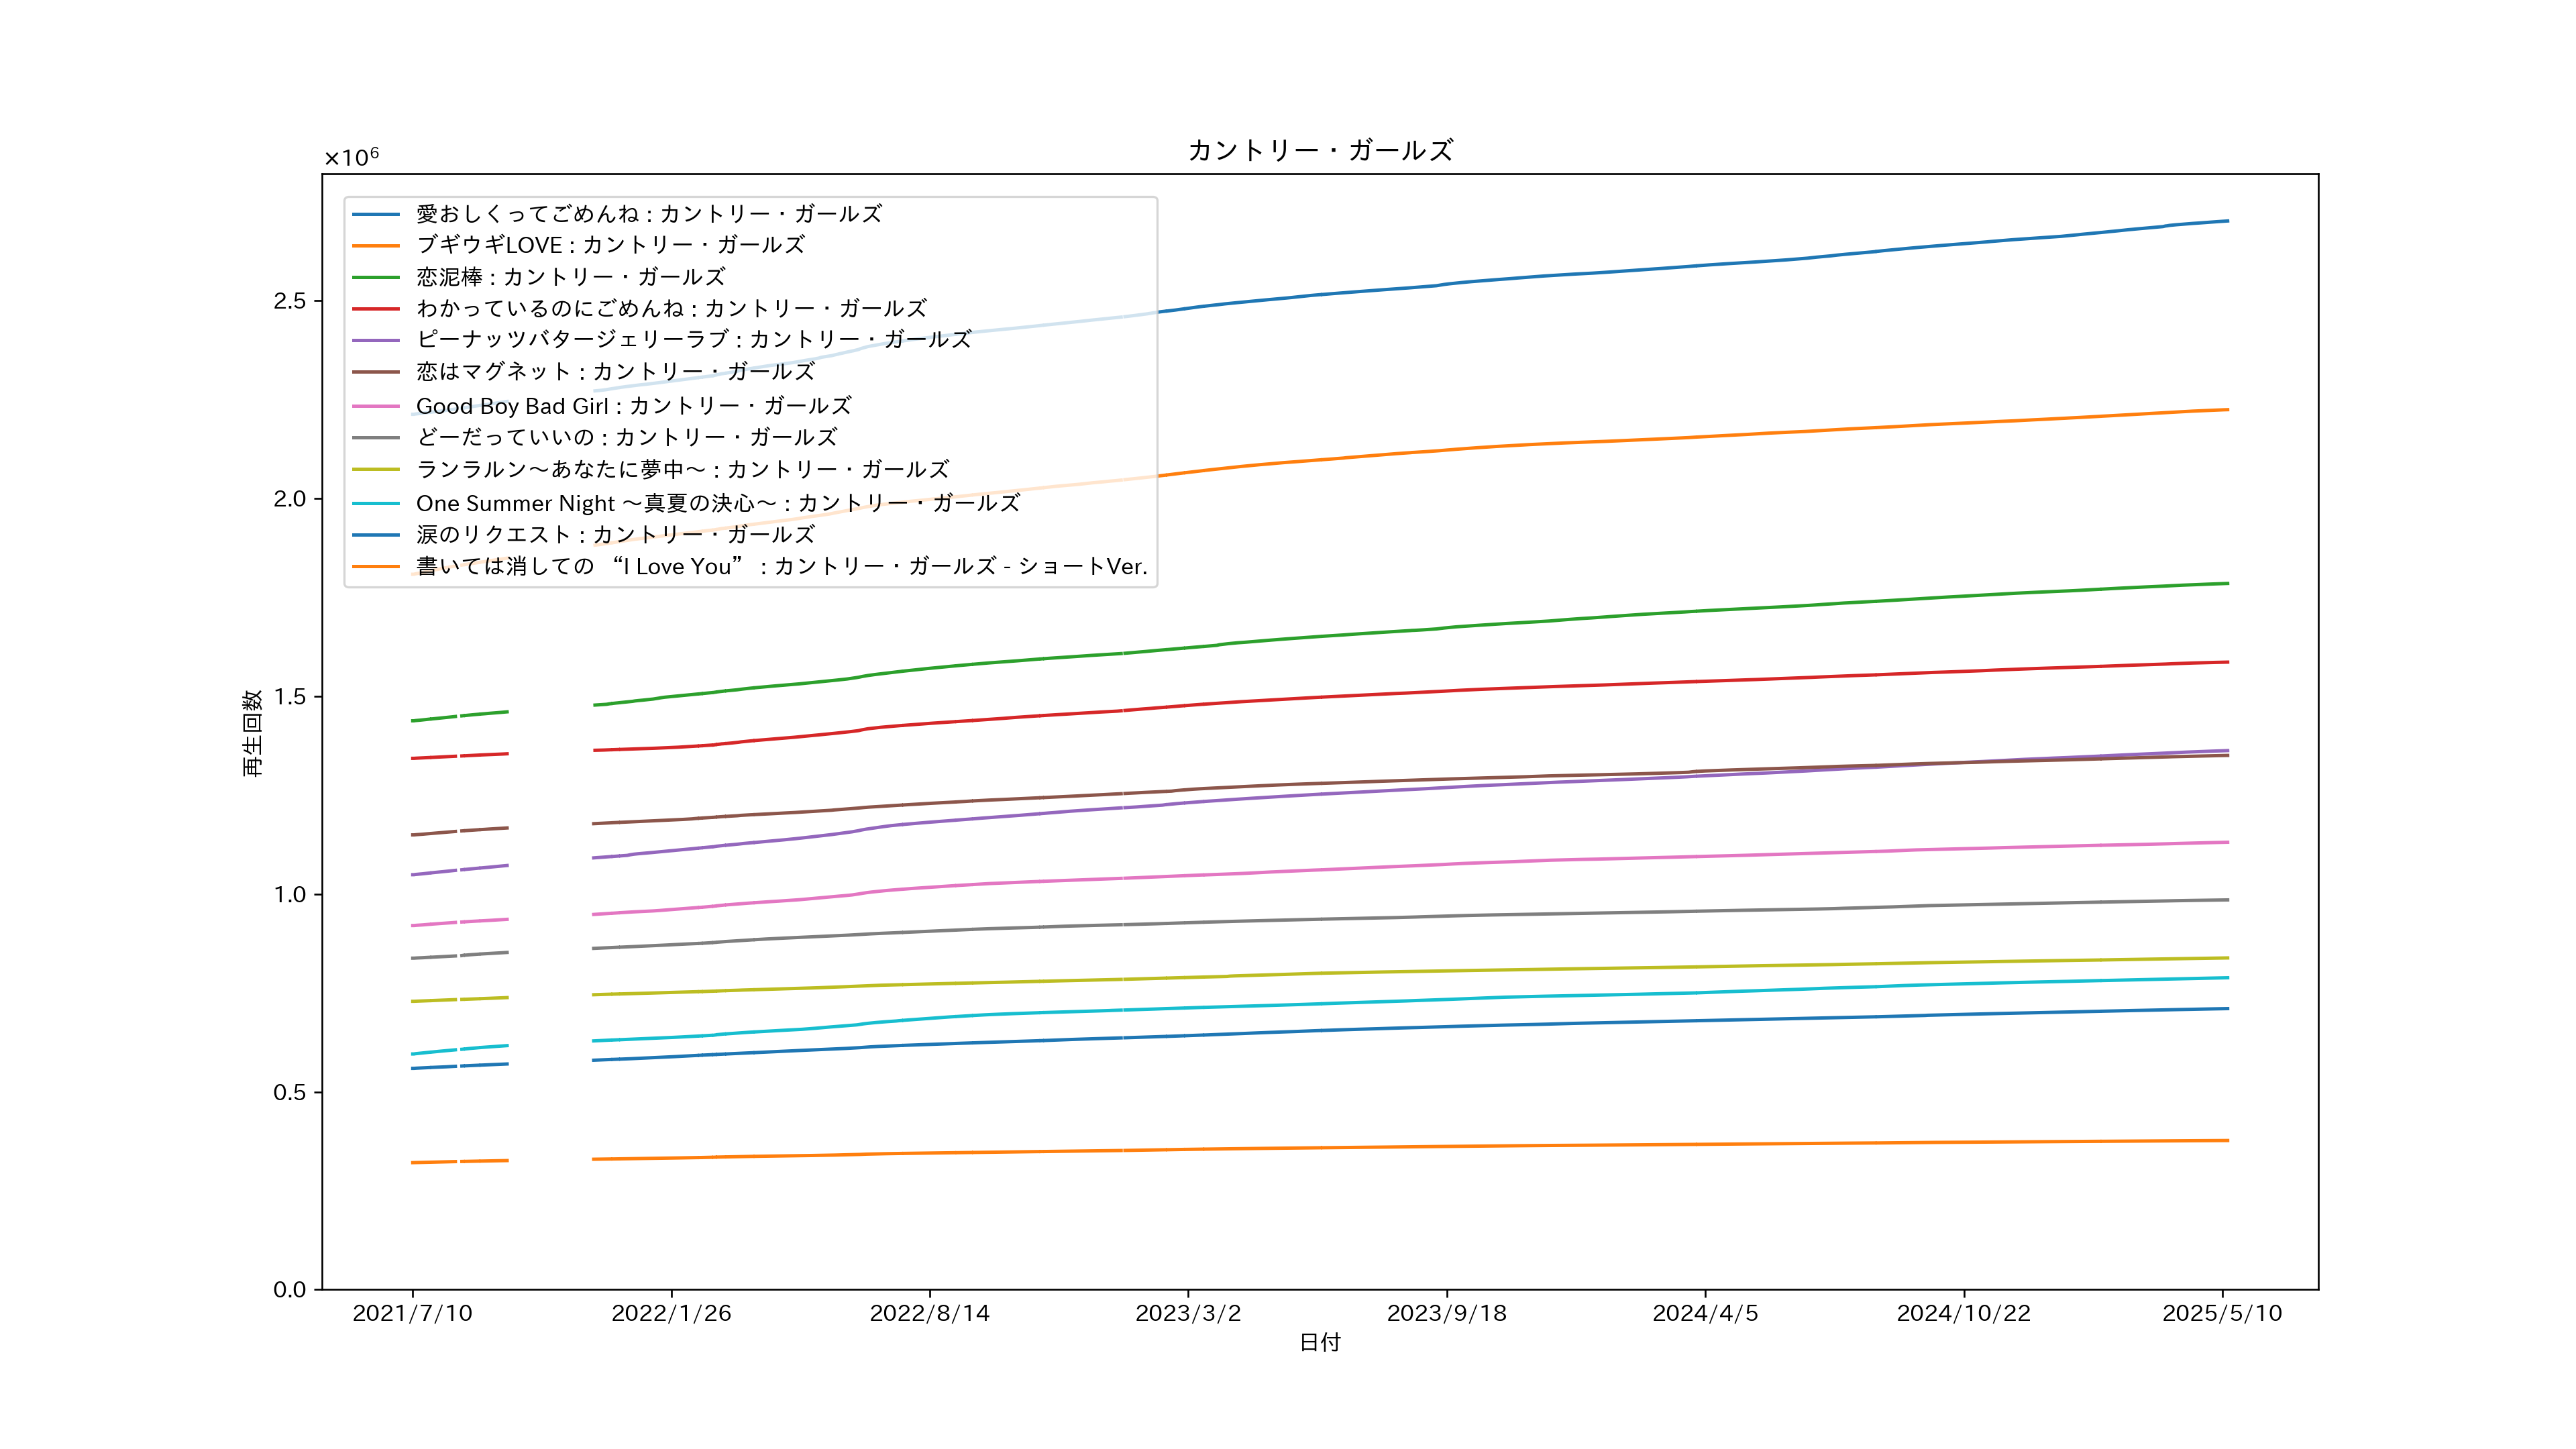 カントリー・ガールズ
×10⁶
愛おしくってごめんね : カントリー・ガールズ
ブギウギLOVE : カントリー・ガールズ
恋泥棒 : カントリー・ガールズ
わかっているのにごめんね : カントリー・ガールズ
ピーナッツバタージェリーラブ : カントリー・ガールズ
恋はマグネット : カントリー・ガールズ
Good Boy Bad Girl : カントリー・ガールズ
どーだっていいの : カントリー・ガールズ
ランラルン〜あなたに夢中〜 : カントリー・ガールズ
One Summer Night 〜真夏の決心〜 : カントリー・ガールズ
涙のリクエスト : カントリー・ガールズ
書いては消しての “I Love You” : カントリー・ガールズ - ショートVer.
2.5
2.0
1.5
1.0
0.5
0.0
再生回数
2021/7/10 2022/1/26 2022/8/14 2023/3/2 2023/9/18 2024/4/5 2024/10/22 2025/5/10
日付